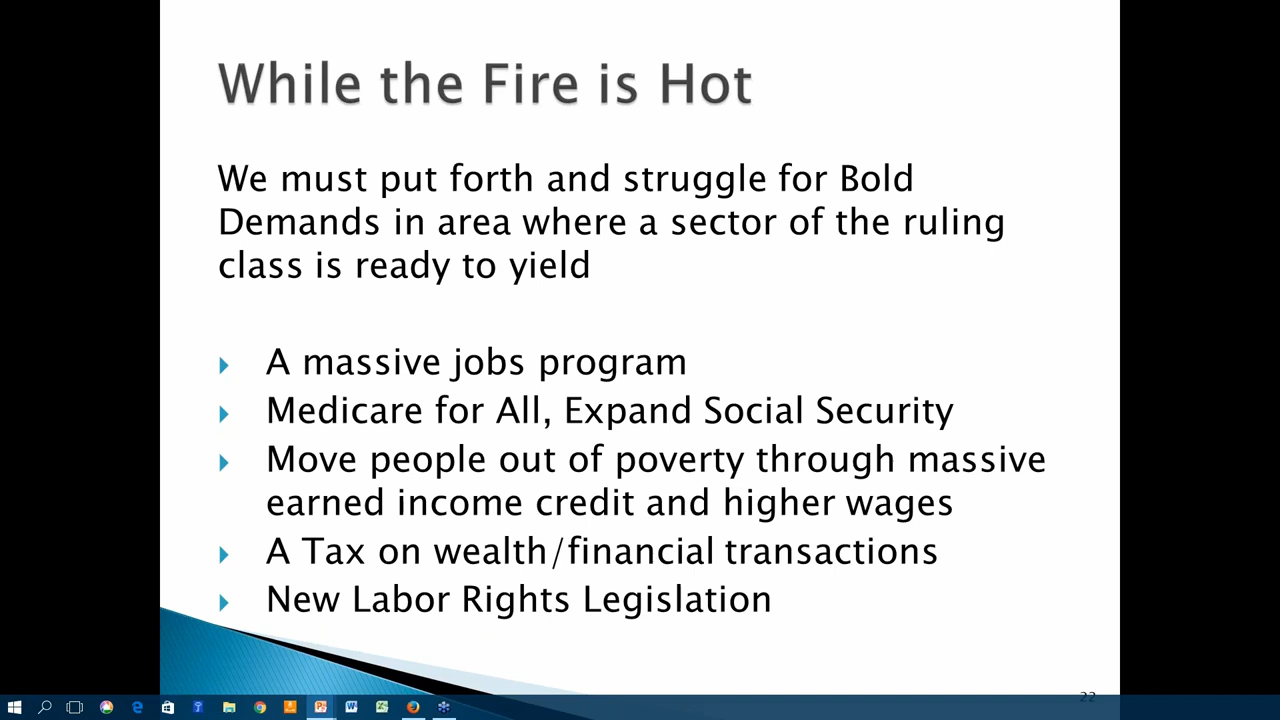 While the Fire is Hot
We must put forth and struggle for Bold
Demands in area where a sector of the ruling
class is ready to yield
A massive jobs program
Medicare for All, Expand Social Security
Move people out of poverty through massive
earned income credit and higher wages
A Tax on wealth/financial transactions
New Labor Rights Legislation
22